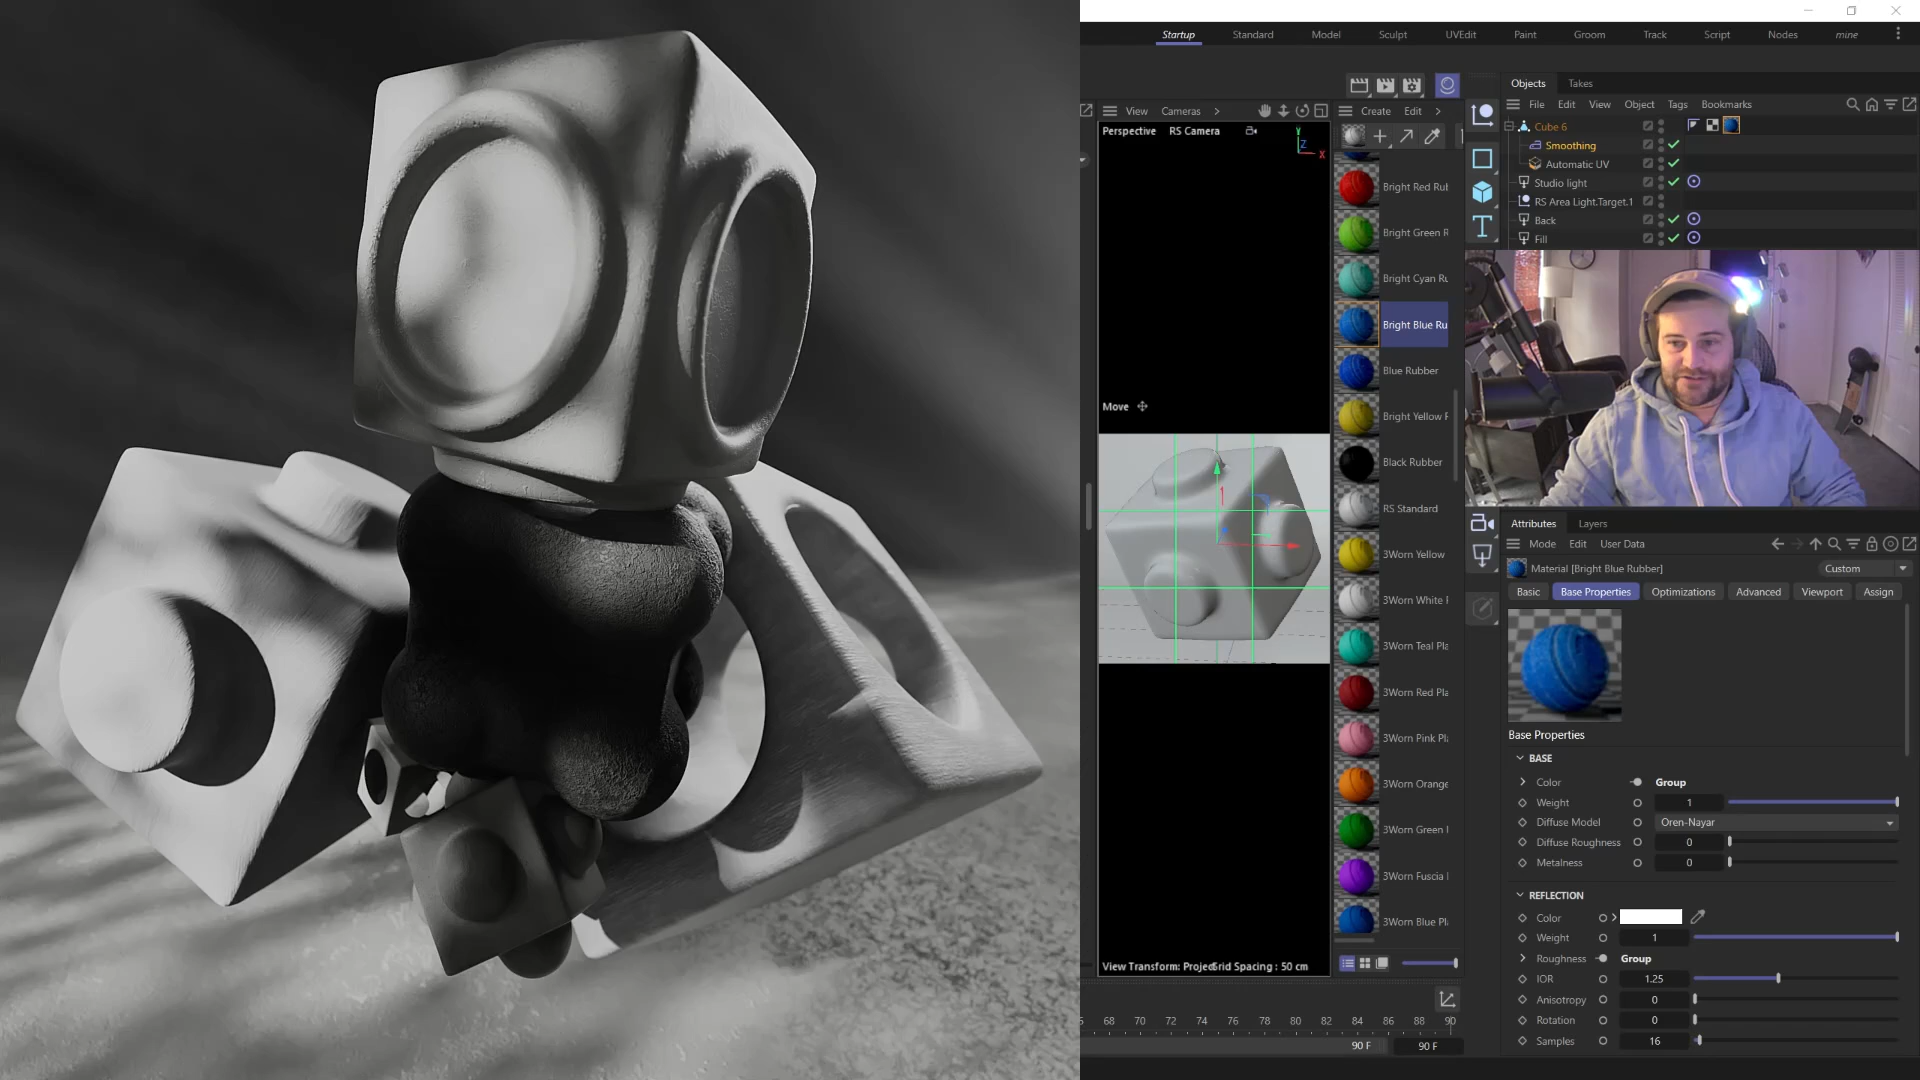 Startup Standard Model Sculpt UVEdit Paint Groom Track Script Nodes mine
Objects Takes
File Edit View Object Tags Bookmarks
View Cameras
Create Edit
Perspective RS Camera
Y
Z
X
Move
View Transform: Project
Grid Spacing : 50 cm
Bright Red Rub
Bright Green R
Bright Cyan Ru
Bright Blue Ru
Blue Rubber
Bright Yellow R
Black Rubber
RS Standard
3Worn Yellow
3Worn White P
3Worn Teal Pla
3Worn Red Pla
3Worn Pink Pl
3Worn Orange
3Worn Green
3Worn Fuscia
3Worn Blue Pl
Cube 6
Smoothing
Automatic UV
Studio light
RS Area Light.Target.1
Back
Fill
Attributes Layers
Mode Edit User Data
Material [Bright Blue Rubber]
Custom
Basic Base Properties Optimizations Advanced Viewport Assign
Base Properties
BASE
Color Group
Weight 1
Diffuse Model Oren-Nayar
Diffuse Roughness 0
Metalness 0
REFLECTION
Color
Weight 1
Roughness Group
IOR 1.25
Anisotropy 0
Rotation 0
Samples 16
68 70 72 74 76 78 80 82 84 86 88 90
90 F 90 F